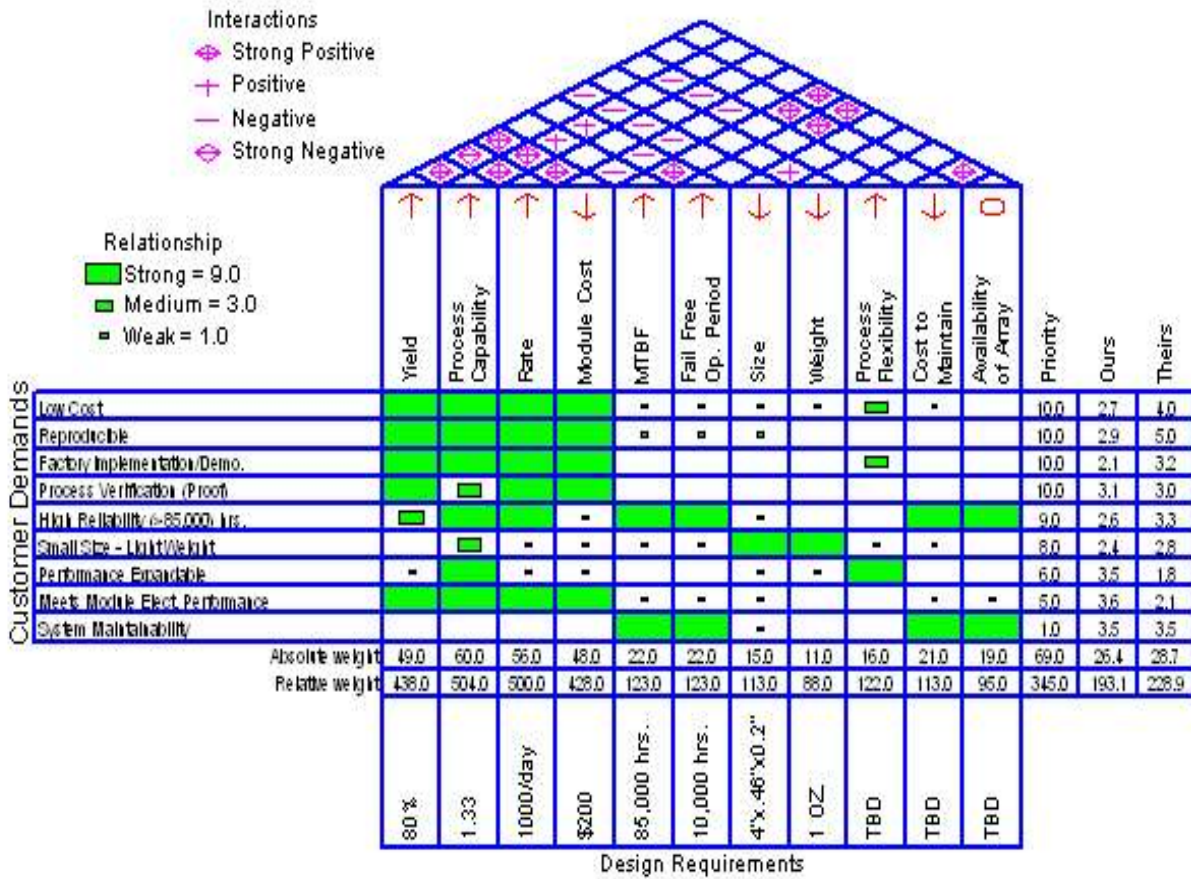 Interactions
Strong Positive
Positive
Negative
Strong Negative
Relationship
Strong = 9.0
Medium = 3.0
Weak = 1.0
Yield
Process Capability
Rate
Module Cost
MTBF
Fail Free Op. Period
Size
Weight
Process Flexibility
Cost to Maintain
Availability of Array
Priority
Ours
Theirs
Customer Demands
Low Cost 10.0 2.7 4.0
Reproducible 10.0 2.9 5.0
Factory Implementation/Demo. 10.0 2.1 3.2
Process Verification (Proof) 10.0 3.1 3.0
High Reliability (>85,000) hrs. 9.0 2.6 3.3
Small Size - Light Weight 8.0 2.4 2.8
Performance Expandable 6.0 3.5 1.8
Meets Module Elect. Performance 5.0 3.6 2.1
System Maintainability 1.0 3.5 3.5
Absolute weight 49.0 60.0 56.0 48.0 22.0 22.0 15.0 11.0 16.0 21.0 19.0 69.0 26.4 28.7
Relative weight 438.0 504.0 500.0 428.0 123.0 123.0 113.0 88.0 122.0 113.0 95.0 345.0 193.1 228.9
80 %
1.33
1000/day
$200
85,000 hrs.
10,000 hrs.
4"x.46"x0.2"
1 OZ.
TBD
TBD
TBD
Design Requirements